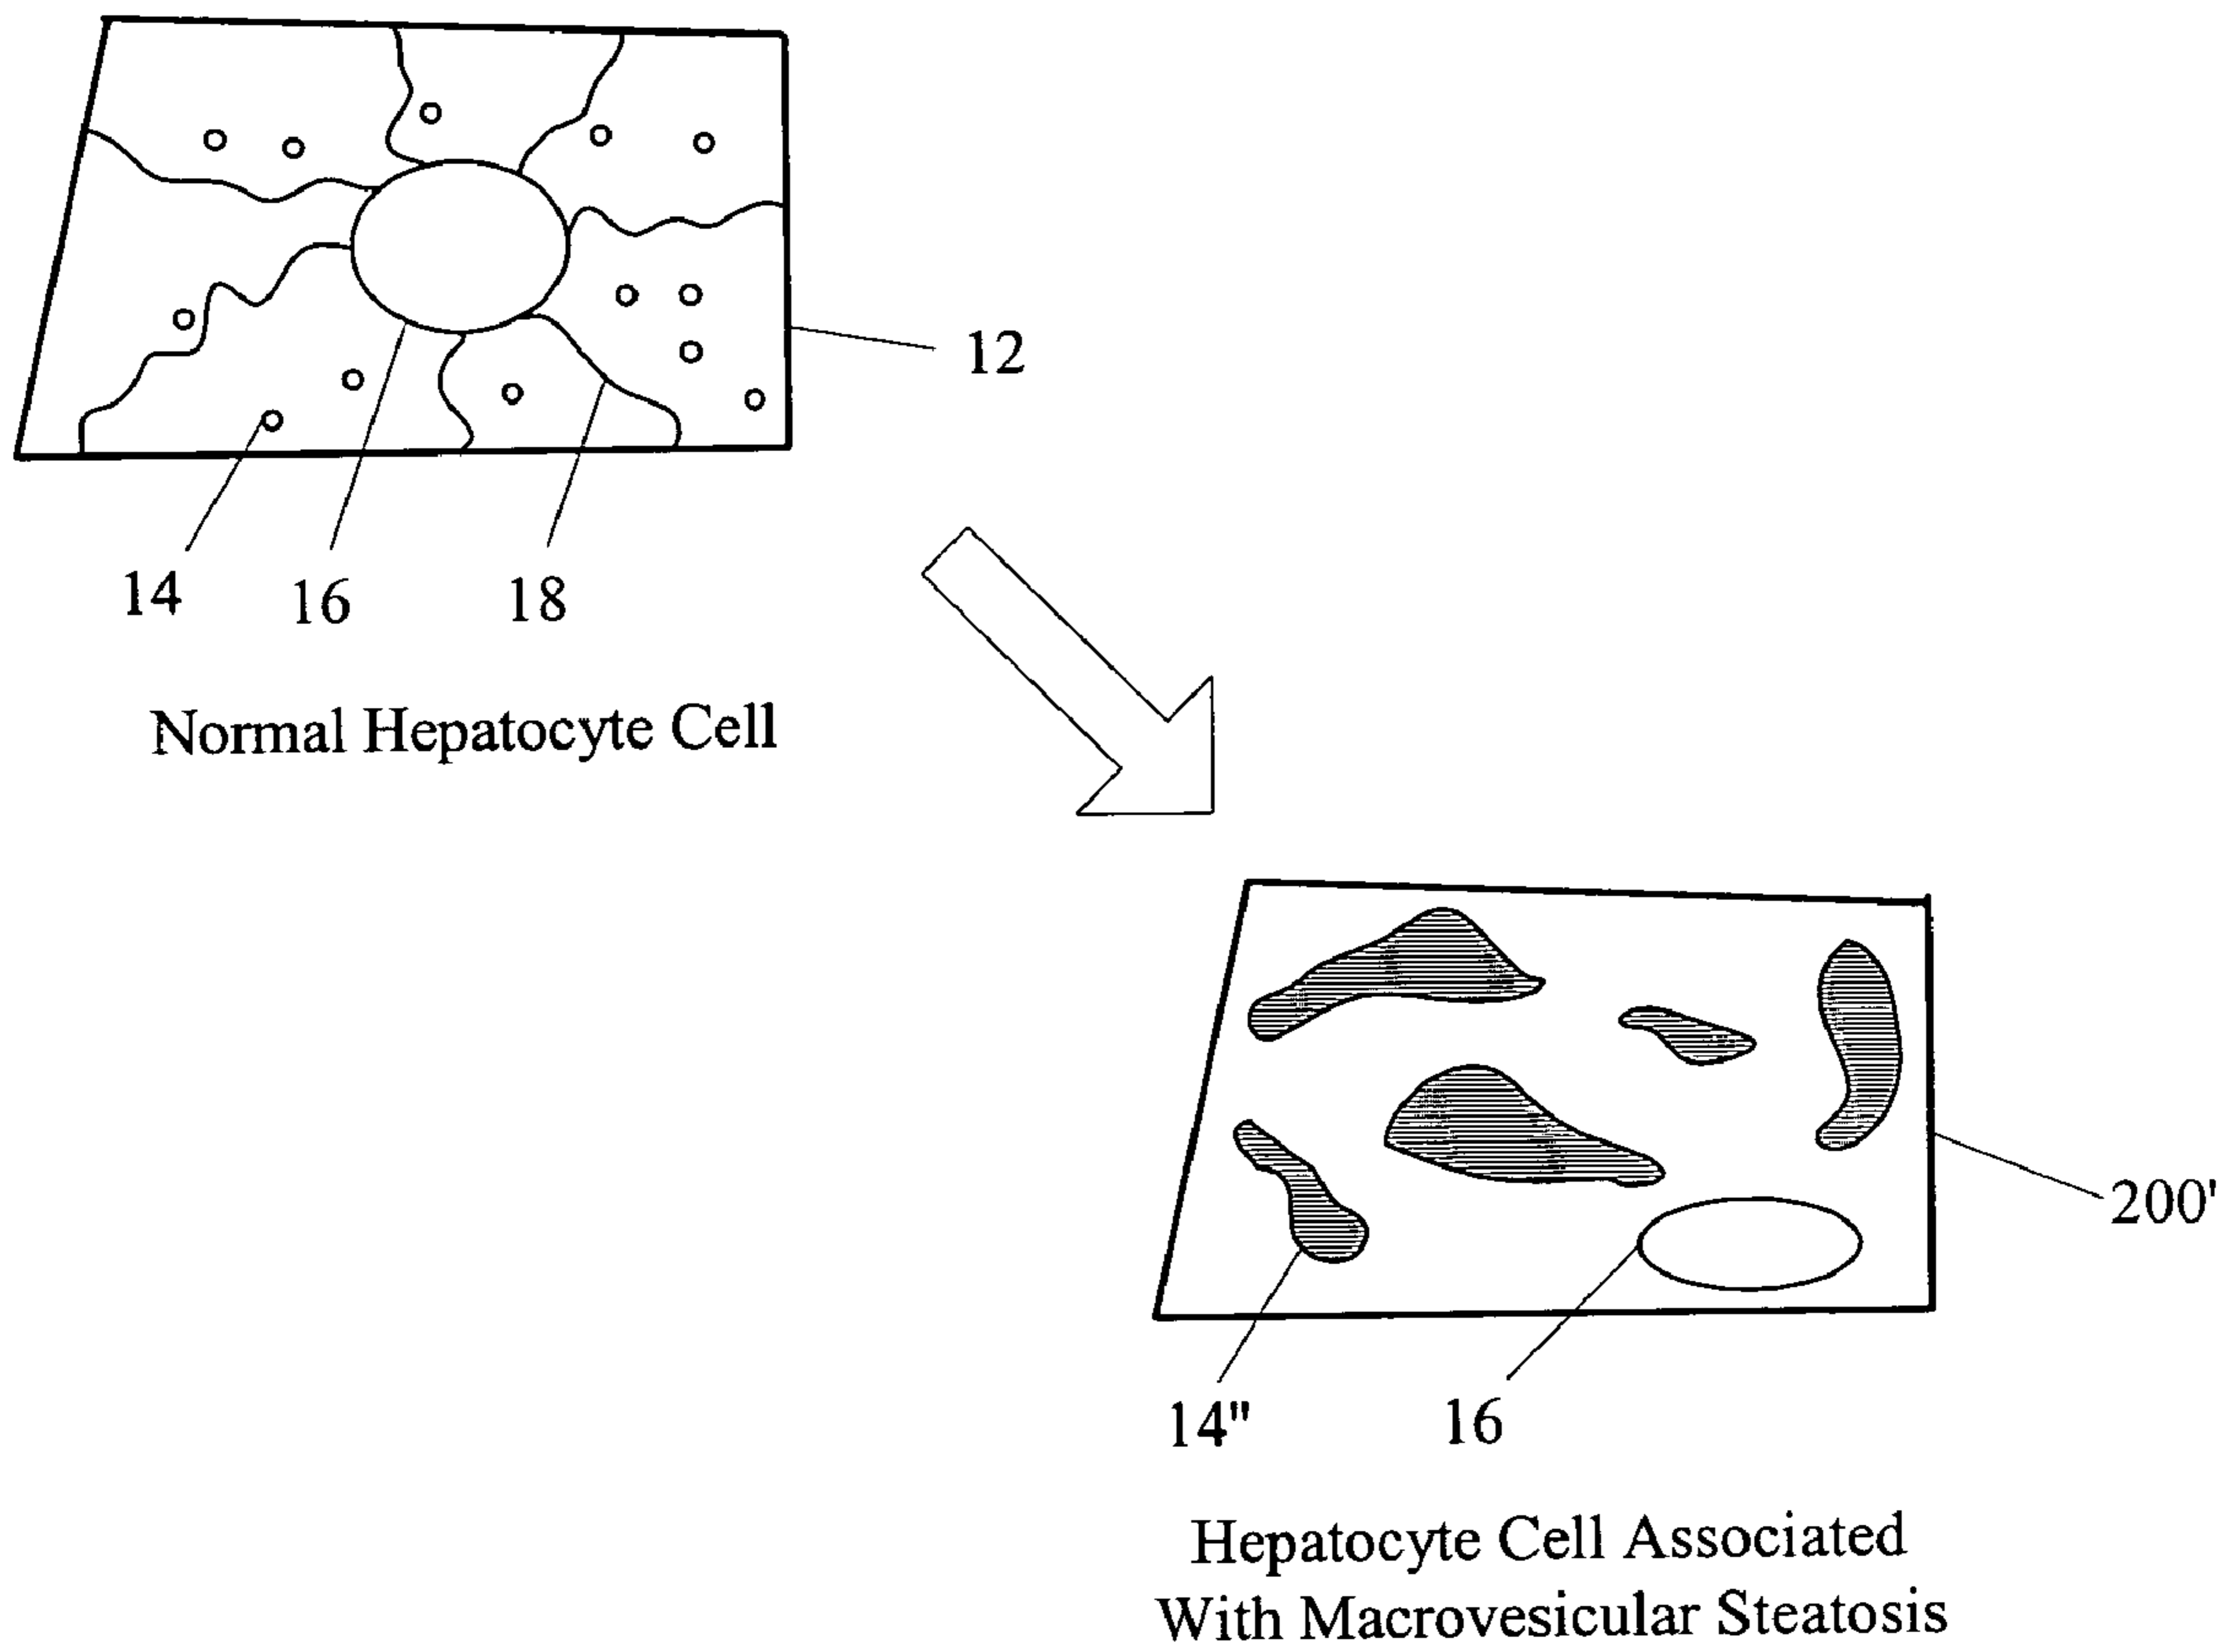 12
14
16
18
Normal Hepatocyte Cell
200'
14"
16
Hepatocyte Cell Associated
With Macrovesicular Steatosis